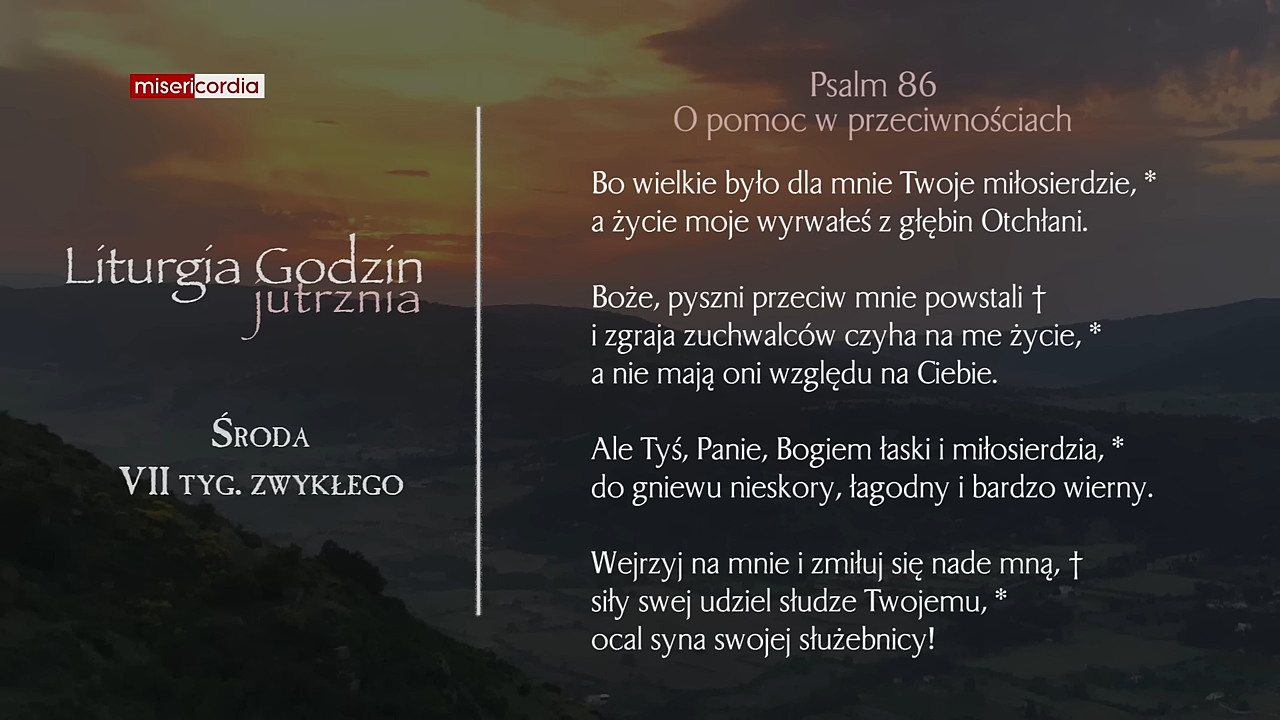 misericordia
Liturgia Godzin
jutrznia
Środa
VII tyg. zwykłego
Psalm 86
O pomoc w przeciwnościach
Bo wielkie było dla mnie Twoje miłosierdzie, *
a życie moje wyrwałeś z głębin Otchłani.
Boże, pyszni przeciw mnie powstali †
i zgraja zuchwalców czyha na me życie, *
a nie mają oni względu na Ciebie.
Ale Tyś, Panie, Bogiem łaski i miłosierdzia, *
do gniewu nieskory, łagodny i bardzo wierny.
Wejrzyj na mnie i zmiłuj się nade mną, †
siły swej udziel słudze Twojemu, *
ocal syna swojej służebnicy!